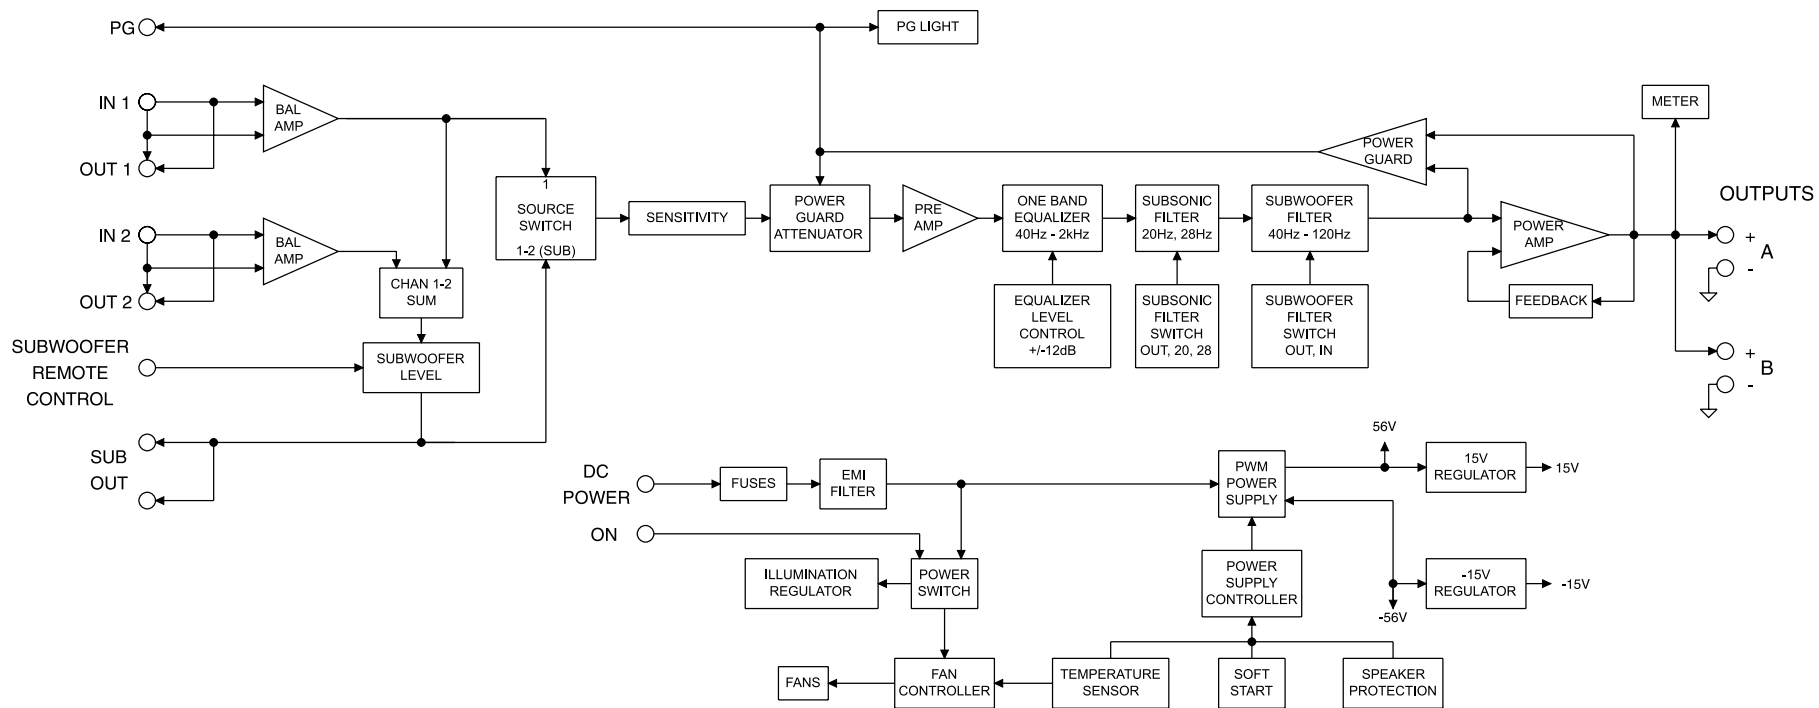 PG
PG LIGHT
IN 1
BAL
AMP
OUT 1
IN 2
BAL
AMP
OUT 2
CHAN 1-2
SUM
SUBWOOFER
REMOTE
CONTROL
SUBWOOFER
LEVEL
SUB
OUT
1
SOURCE
SWITCH
1-2 (SUB)
SENSITIVITY
POWER
GUARD
ATTENUATOR
PRE
AMP
ONE BAND
EQUALIZER
40Hz - 2kHz
SUBSONIC
FILTER
20Hz, 28Hz
SUBWOOFER
FILTER
40Hz - 120Hz
EQUALIZER
LEVEL
CONTROL
+/-12dB
SUBSONIC
FILTER
SWITCH
OUT, 20, 28
SUBWOOFER
FILTER
SWITCH
OUT, IN
POWER
GUARD
POWER
AMP
FEEDBACK
METER
OUTPUTS
+
A
-
+
B
-
DC
POWER
FUSES
EMI
FILTER
PWM
POWER
SUPPLY
56V
15V
REGULATOR
15V
ON
ILLUMINATION
REGULATOR
POWER
SWITCH
POWER
SUPPLY
CONTROLLER
-56V
-15V
REGULATOR
-15V
FANS
FAN
CONTROLLER
TEMPERATURE
SENSOR
SOFT
START
SPEAKER
PROTECTION